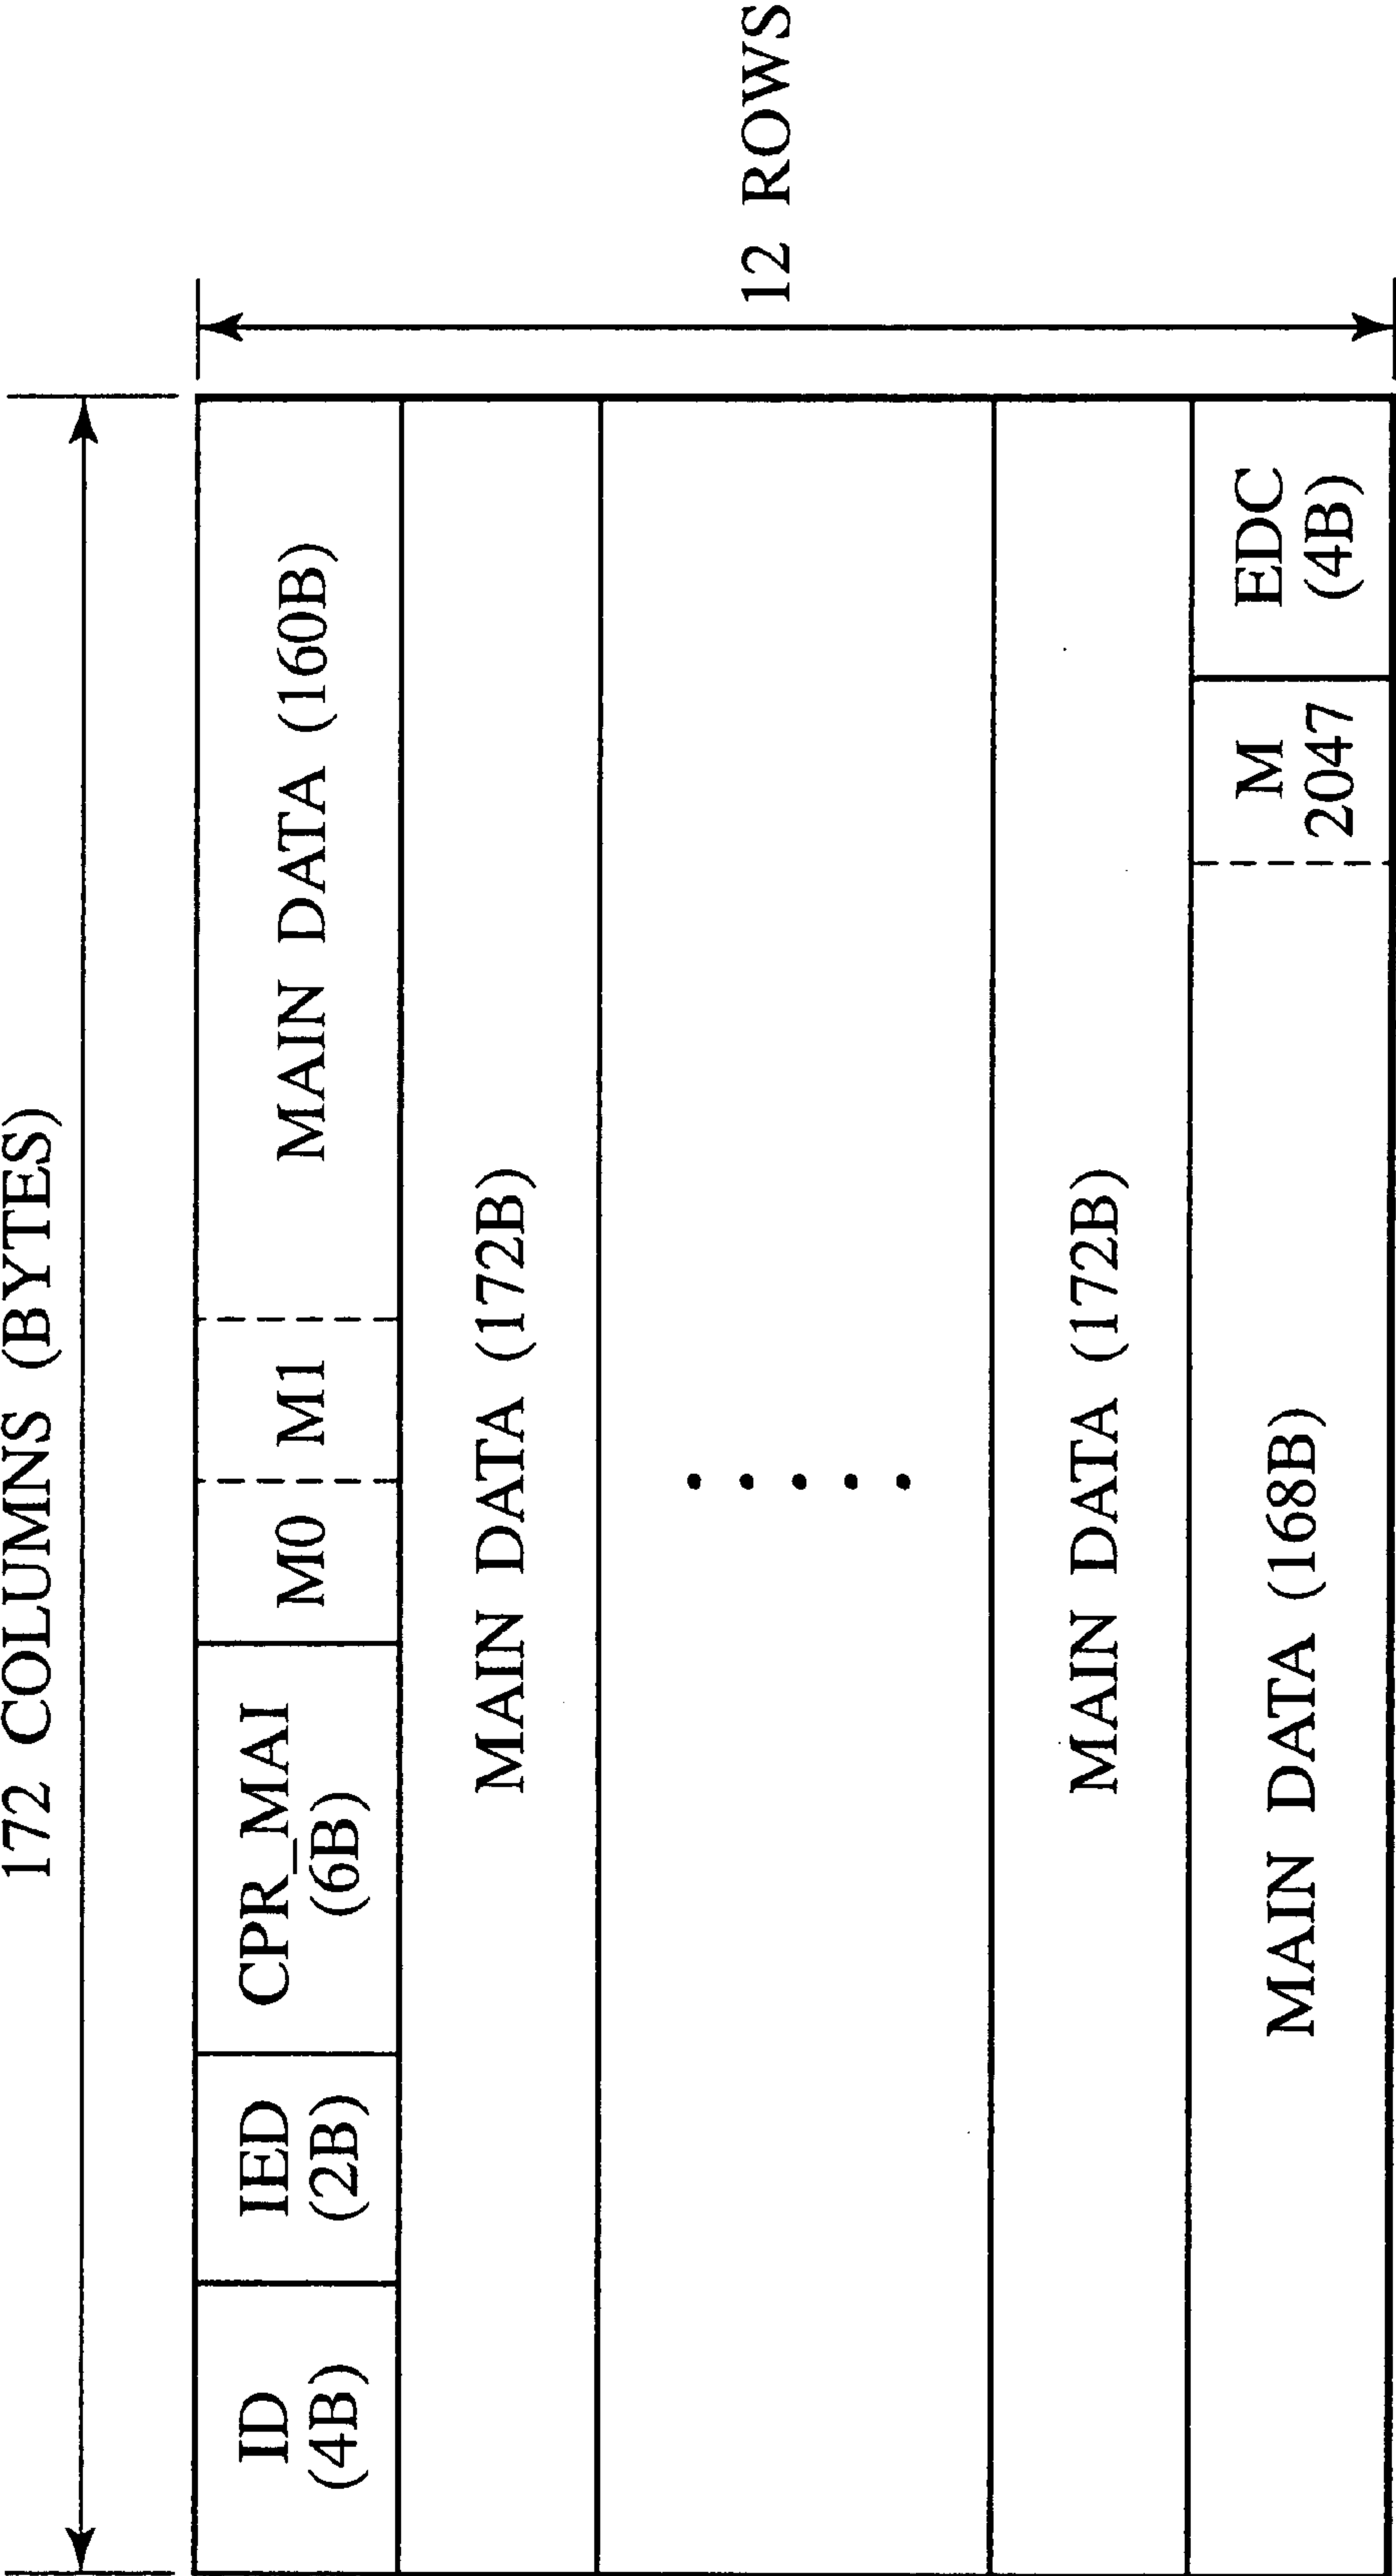 172 COLUMNS (BYTES)
ID
(4B)
IED
(2B)
CPR_MAI
(6B)
M0
M1
MAIN DATA (160B)
MAIN DATA (172B)
MAIN DATA (172B)
MAIN DATA (168B)
M
2047
EDC
(4B)
12 ROWS